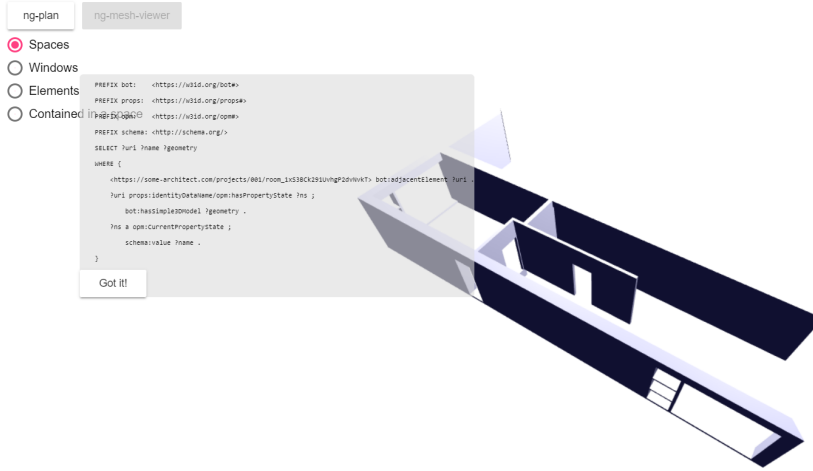 ng-plan
ng-mesh-viewer
Spaces
Windows
Elements
Contained in a space
PREFIX bot: <https://w3id.org/bot#>
PREFIX props: <https://w3id.org/props#>
PREFIX opm: <https://w3id.org/opm#>
PREFIX schema: <http://schema.org/>
SELECT ?uri ?name ?geometry
WHERE {
<https://some-architect.com/projects/001/room_1xS3BCk291UvhgP2dvNvkT> bot:adjacentElement ?uri .
?uri props:identityDataName/opm:hasPropertyState ?ns ;
bot:hasSimple3DModel ?geometry .
?ns a opm:CurrentPropertyState ;
schema:value ?name .
}
Got it!